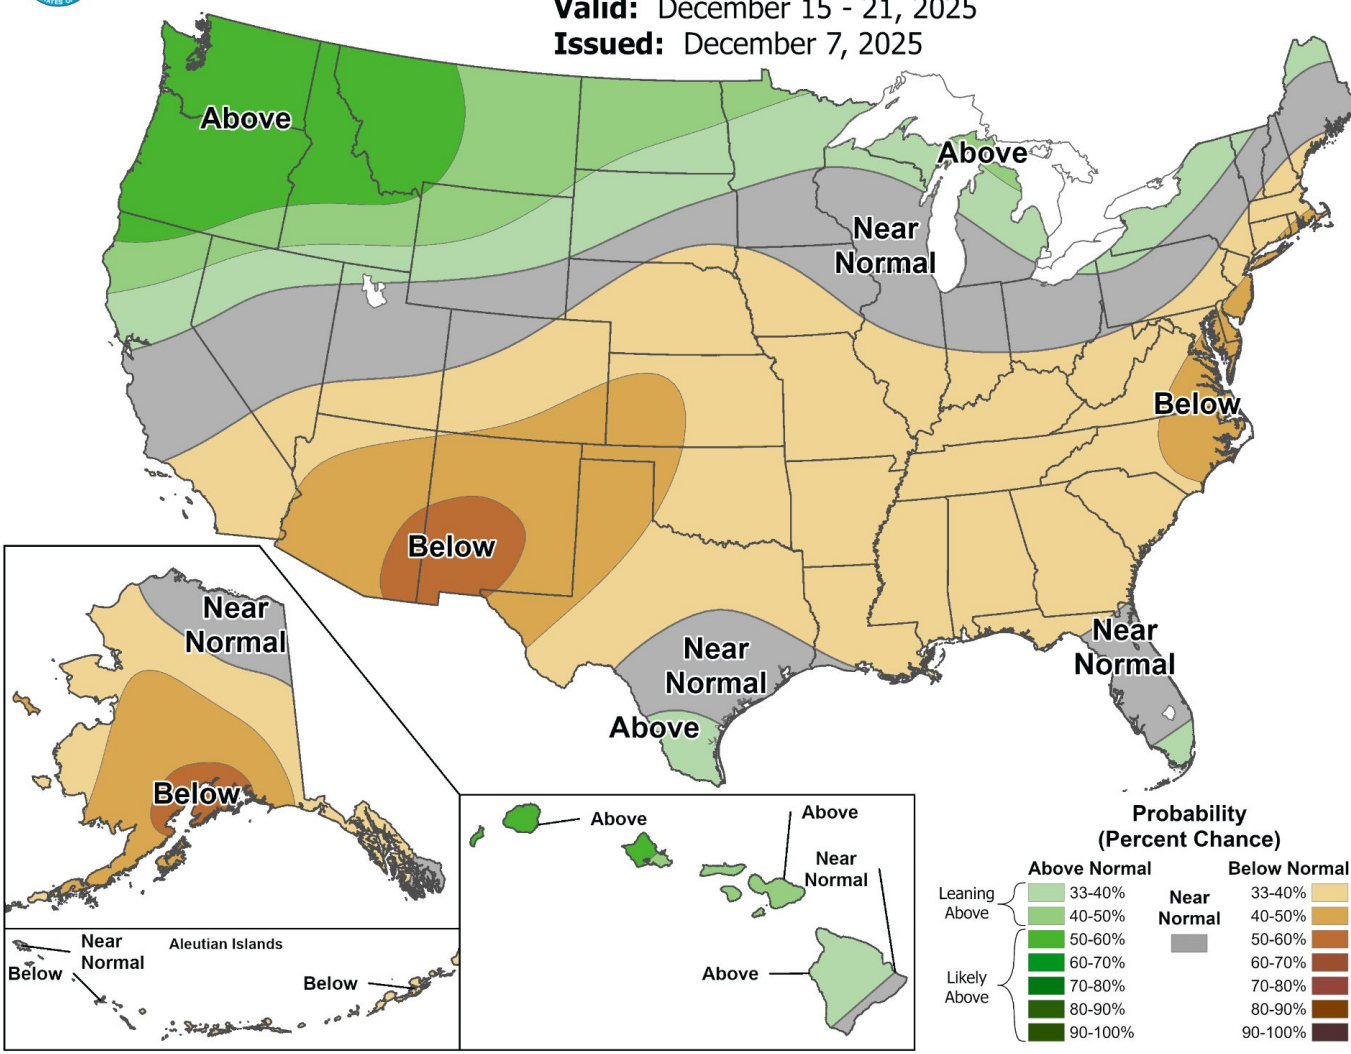 Valid: December 15 - 21, 2025
Issued: December 7, 2025
Above
Above
Near
Normal
Below
Below
Near
Normal
Near
Normal
Above
Near
Normal
Below
Above
Above
Near
Normal
Above
Aleutian Islands
Near
Normal
Below
Below
Probability
(Percent Chance)
Above Normal
Below Normal
Leaning
Above
Likely
Above
33-40%
40-50%
50-60%
60-70%
70-80%
80-90%
90-100%
Near
Normal
33-40%
40-50%
50-60%
60-70%
70-80%
80-90%
90-100%